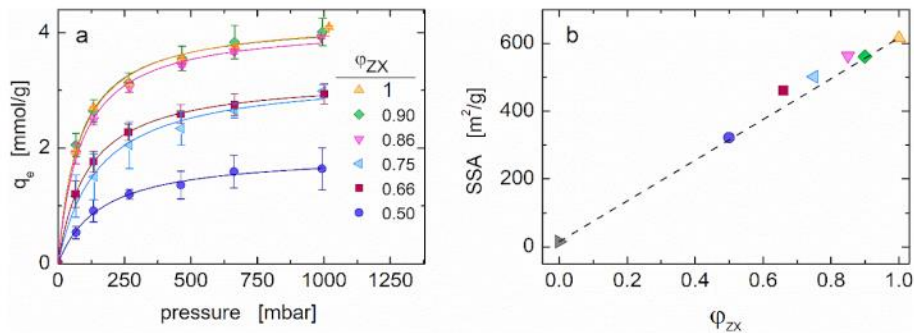 a
4
2
0
q_e [mmol/g]
φ_ZX
1
0.90
0.86
0.75
0.66
0.50
0 250 500 750 1000 1250
pressure [mbar]
b
600
400
200
0
SSA [m²/g]
0.0 0.2 0.4 0.6 0.8 1.0
φ_ZX